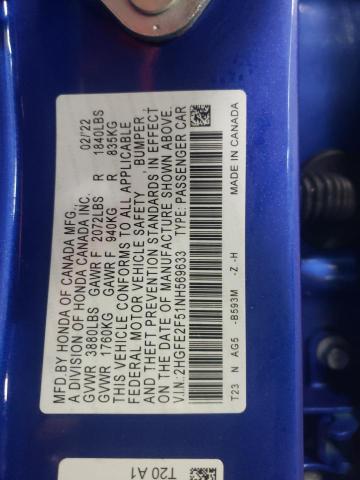 MFD.BY HONDA OF CANADA MFG.,
A DIVISION OF HONDA CANADA INC. 02/22
GVWR 3880LBS GAWR F 2072LBS R 1840LBS
GVWR 1760KG GAWR F 940KG R 835KG
THIS VEHICLE CONFORMS TO ALL APPLICABLE
FEDERAL MOTOR VEHICLE SAFETY, BUMPER,
AND THEFT PREVENTION STANDARDS, IN EFFECT
ON THE DATE OF MANUFACTURE SHOWN ABOVE.
V.I.N.:2HGFE2F51NH569633 TYPE:PASSENGER CAR
T23 N AG5 -B593M -Z -H MADE IN CANADA
T20 A1